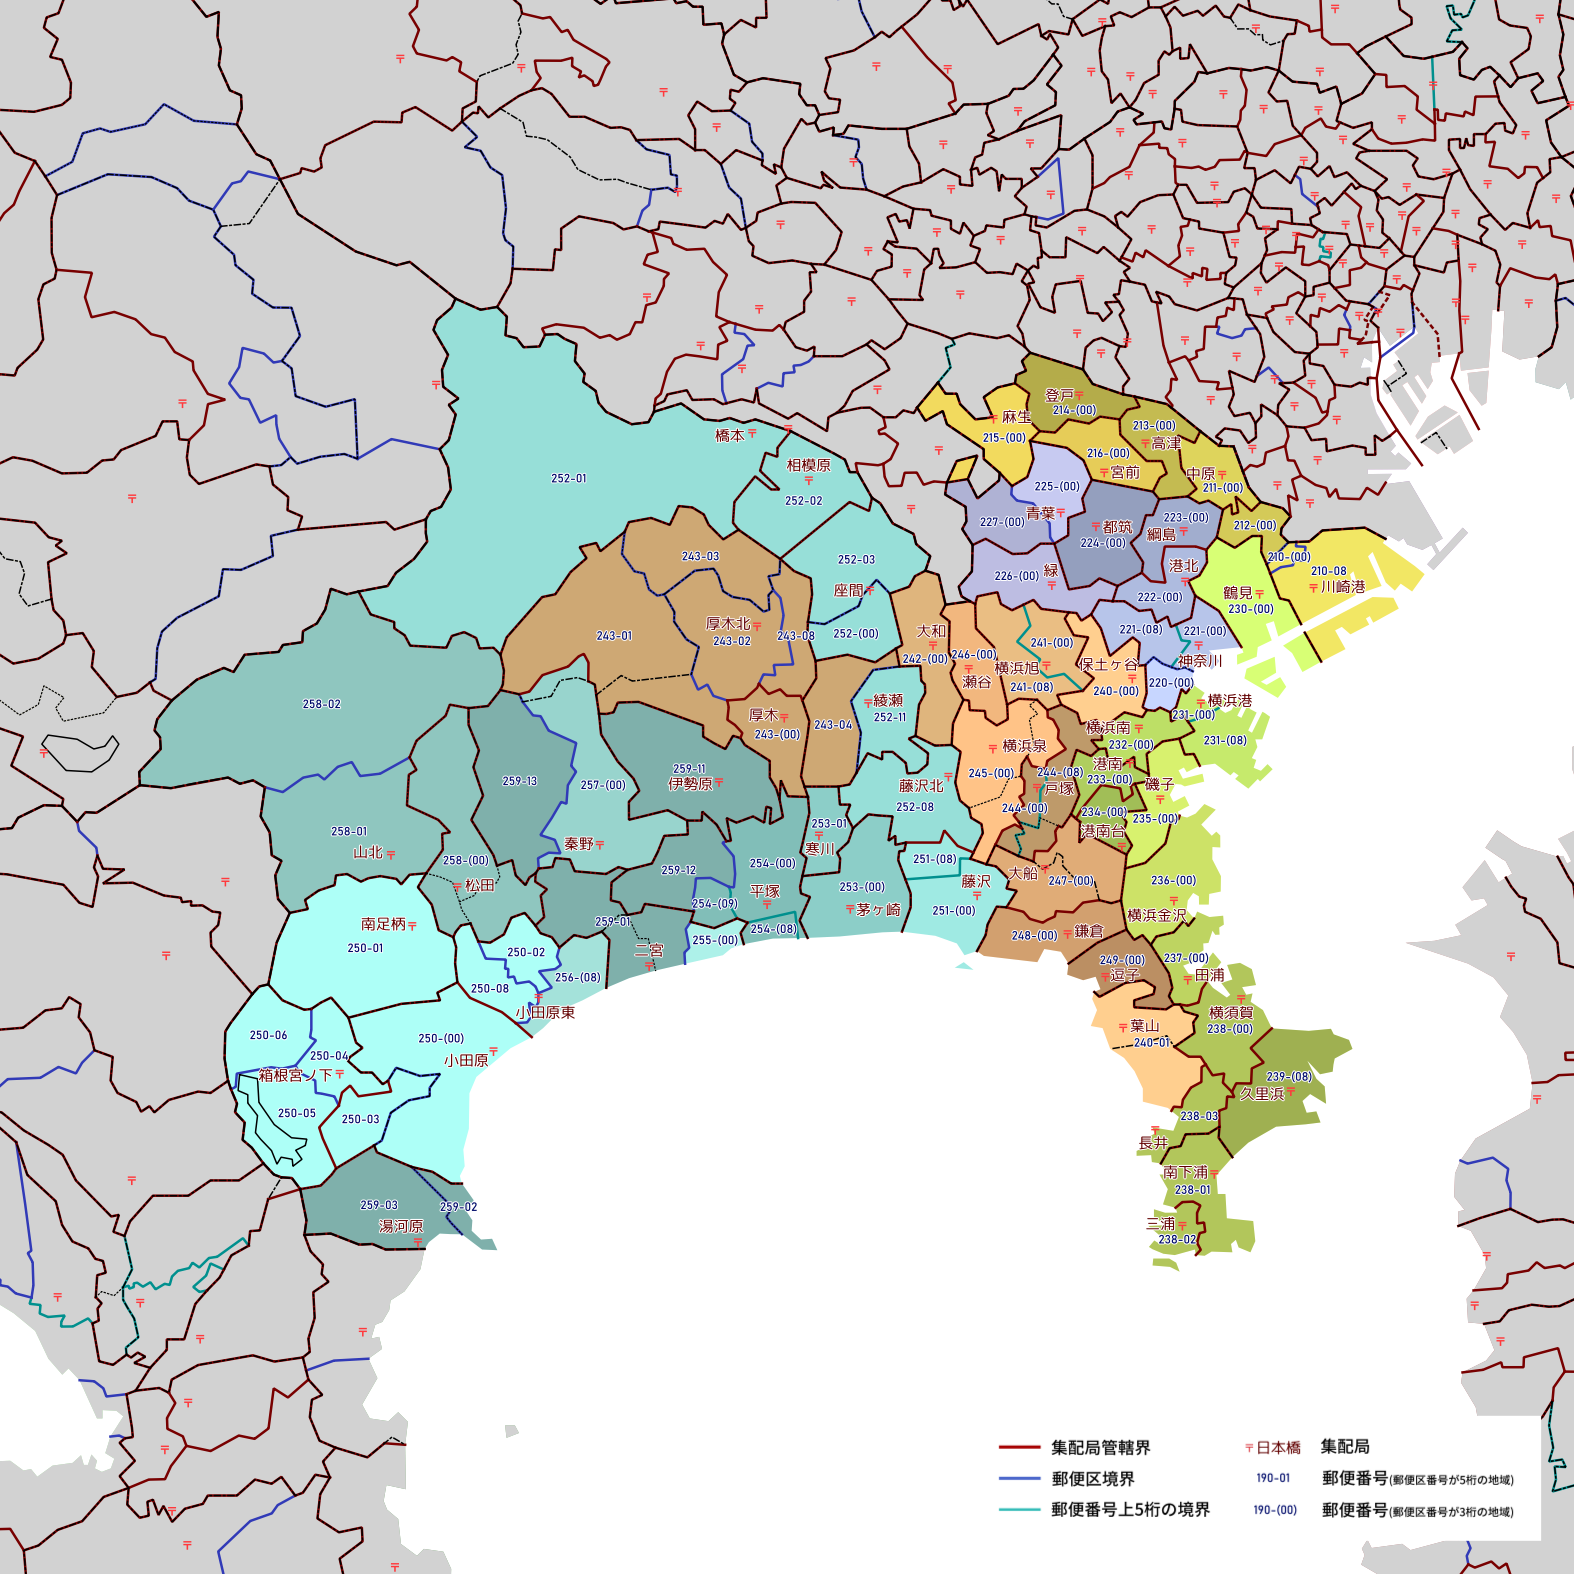 登戸
214-(00)
麻生
215-(00)
213-(00)
高津
216-(00)
宮前
中原
211-(00)
橋本
相模原
252-01
252-02
225-(00)
青葉
227-(00)
都筑
224-(00)
223-(00)
綱島
212-(00)
210-(00)
210-08
川崎港
243-03
252-03
座間
226-(00)
緑
港北
222-(00)
鶴見
230-(00)
243-01
厚木北
243-02
243-08
252-(00)
大和
242-(00)
246-(00)
瀬谷
241-(00)
横浜旭
241-(08)
221-(08)
221-(00)
神奈川
保土ヶ谷
240-(00)
220-(00)
258-02
厚木
243-(00)
243-04
綾瀬
252-11
横浜港
231-(00)
231-(08)
横浜南
232-(00)
横浜泉
245-(00)
244-(08)
戸塚
244-(00)
港南
233-(00)
磯子
234-(00)
235-(00)
港南台
259-13
257-(00)
259-11
伊勢原
藤沢北
252-08
258-01
山北
258-(00)
松田
秦野
253-01
寒川
254-(00)
平塚
259-12
254-(09)
254-(08)
253-(00)
茅ヶ崎
251-(08)
藤沢
251-(00)
大船
247-(00)
236-(00)
横浜金沢
南足柄
250-01
259-01
二宮
255-(00)
248-(00)
鎌倉
249-(00)
逗子
237-(00)
田浦
250-02
256-(08)
250-08
小田原東
横須賀
238-(00)
葉山
240-01
250-06
250-04
250-(00)
小田原
箱根宮ノ下
250-05
250-03
239-(08)
久里浜
238-03
長井
南下浦
238-01
259-03
259-02
湯河原
三浦
238-02
集配局管轄界
日本橋
集配局
郵便区境界
190-01
郵便番号(郵便区番号が5桁の地域)
郵便番号上5桁の境界
190-(00)
郵便番号(郵便区番号が3桁の地域)